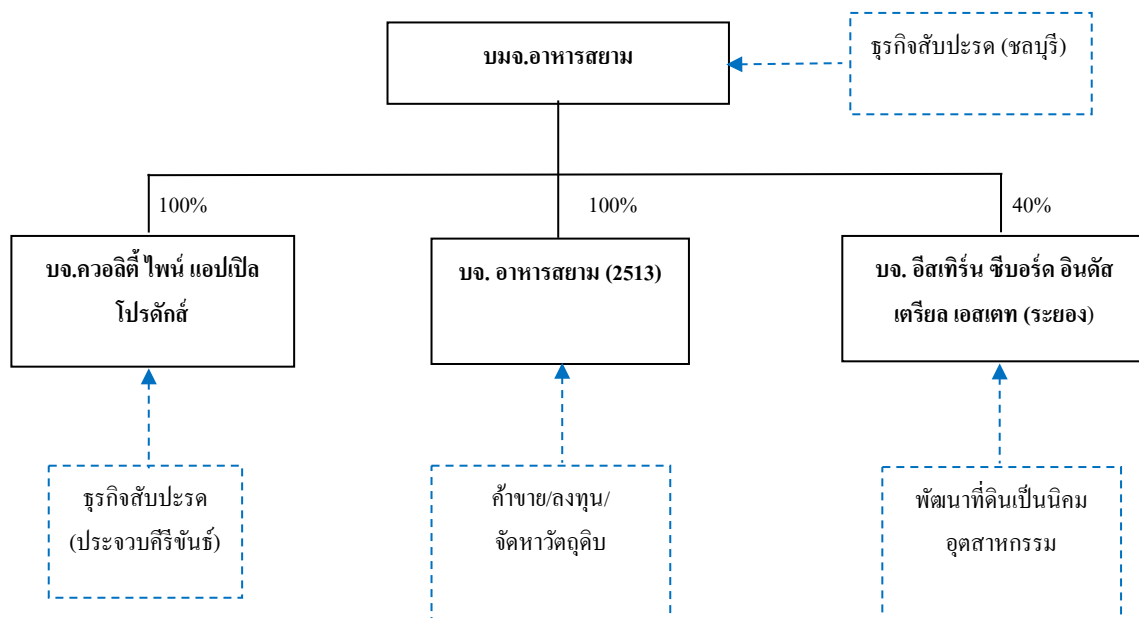 บมจ.อาหารสยาม
ธุรกิจสับปะรด (ชลบุรี)
100%
100%
40%
บจ.ควอลิตี้ ไพน์ แอปเปิล
โปรดักส์
บจ. อาหารสยาม (2513)
บจ. อีสเทิร์น ซีบอร์ด อินดัส
เตรียล เอสเตท (ระยอง)
ธุรกิจสับปะรด
(ประจวบคีรีขันธ์)
ค้าขาย/ลงทุน/
จัดหาวัตถุดิบ
พัฒนาที่ดินเป็นนิคม
อุตสาหกรรม